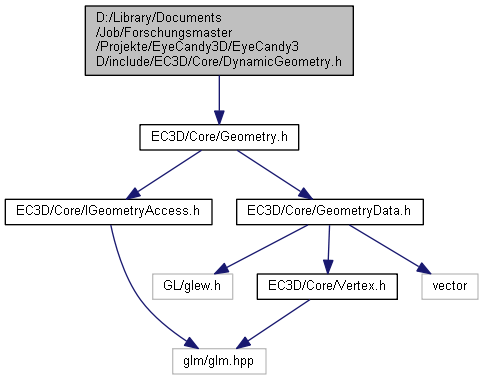 D:/Library/Documents
/Job/Forschungsmaster
/Projekte/EyeCandy3D/EyeCandy3
D/include/EC3D/Core/DynamicGeometry.h
EC3D/Core/Geometry.h
EC3D/Core/IGeometryAccess.h
EC3D/Core/GeometryData.h
GL/glew.h
EC3D/Core/Vertex.h
vector
glm/glm.hpp